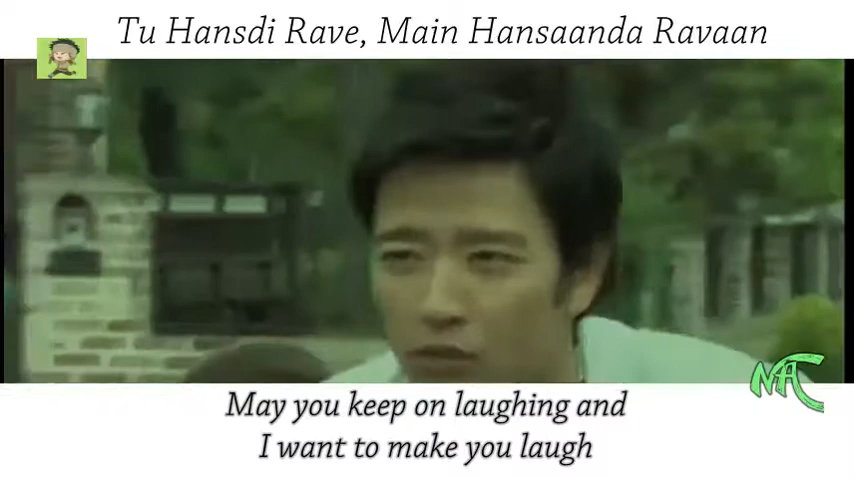 Tu Hansdi Rave, Main Hansaanda Ravaan
May you keep on laughing and
I want to make you laugh